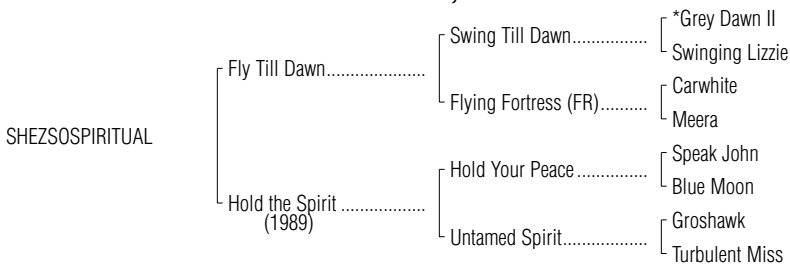 *Grey Dawn II
Swing Till Dawn................
Swinging Lizzie
Fly Till Dawn.....................
Carwhite
Flying Fortress (FR)..........
Meera
SHEZSOSPIRITUAL
Speak John
Hold Your Peace ...............
Blue Moon
Hold the Spirit ..................
(1989)
Groshawk
Untamed Spirit..................
Turbulent Miss